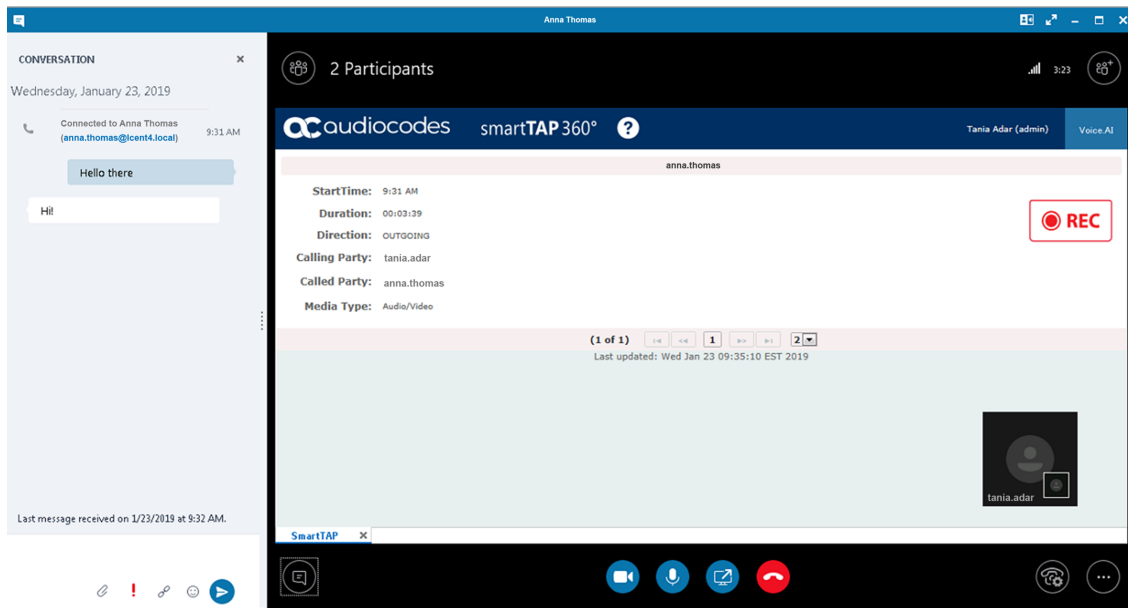 Anna Thomas
CONVERSATION
Wednesday, January 23, 2019
Connected to Anna Thomas
(anna.thomas@lcent4.local)
9:31 AM
Hello there
Hi!
Last message received on 1/23/2019 at 9:32 AM.
2 Participants
3:23
audiocodes smartTAP 360° ?
Tania Adar (admin)
Voice.AI
anna.thomas
StartTime: 9:31 AM
Duration: 00:03:39
Direction: OUTGOING
Calling Party: tania.adar
Called Party: anna.thomas
Media Type: Audio/Video
REC
(1 of 1) 1 2
Last updated: Wed Jan 23 09:35:10 EST 2019
tania.adar
SmartTAP